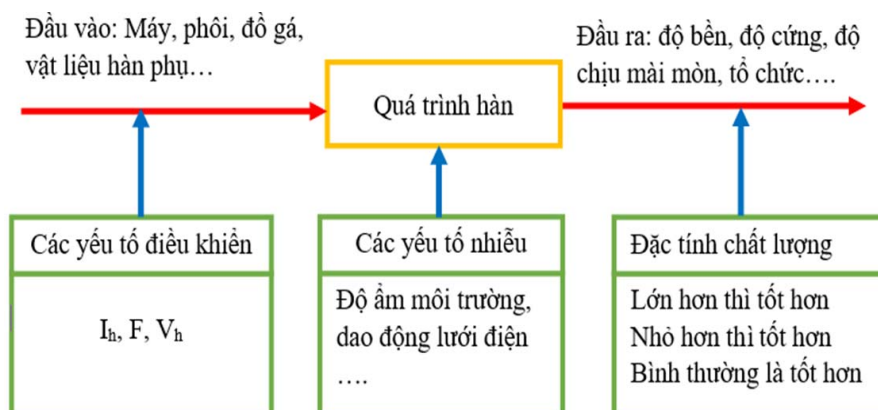 Đầu vào: Máy, phôi, đồ gá,
vật liệu hàn phụ…
Quá trình hàn
Đầu ra: độ bền, độ cứng, độ
chịu mài mòn, tổ chức….
Các yếu tố điều khiển
I_h, F, V_h
Các yếu tố nhiễu
Độ ẩm môi trường,
dao động lưới điện
….
Đặc tính chất lượng
Lớn hơn thì tốt hơn
Nhỏ hơn thì tốt hơn
Bình thường là tốt hơn